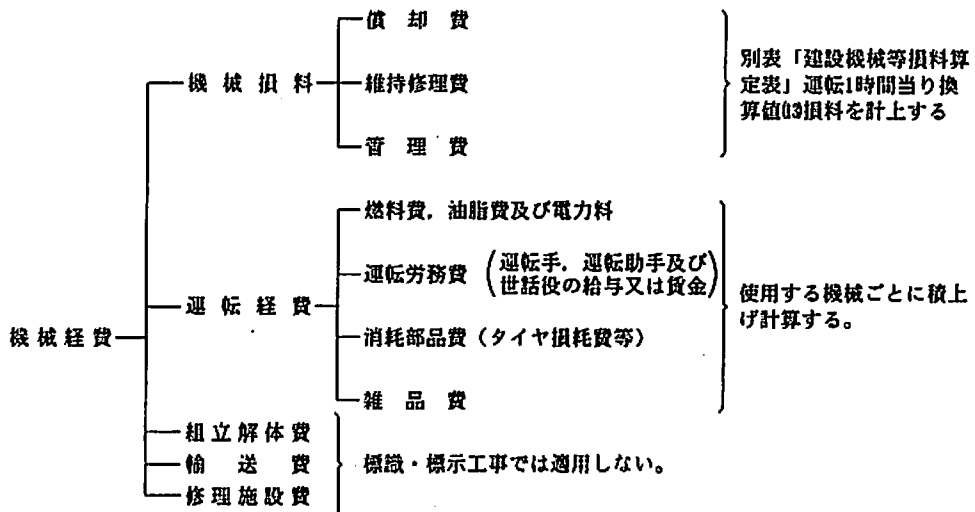 償却費
機械損料
維持修理費
管理費
別表「建設機械等損料算
定表」運転1時間当り換
算値(13)損料を計上する
燃料費,油脂費及び電力料
運転労務費(運転手,運転助手及び
世話役の給与又は賃金)
機械経費
運転経費
使用する機械ごとに積上
げ計算する。
消耗部品費(タイヤ損耗費等)
雑品費
組立解体費
輸送費
修理施設費
標識・標示工事では適用しない。